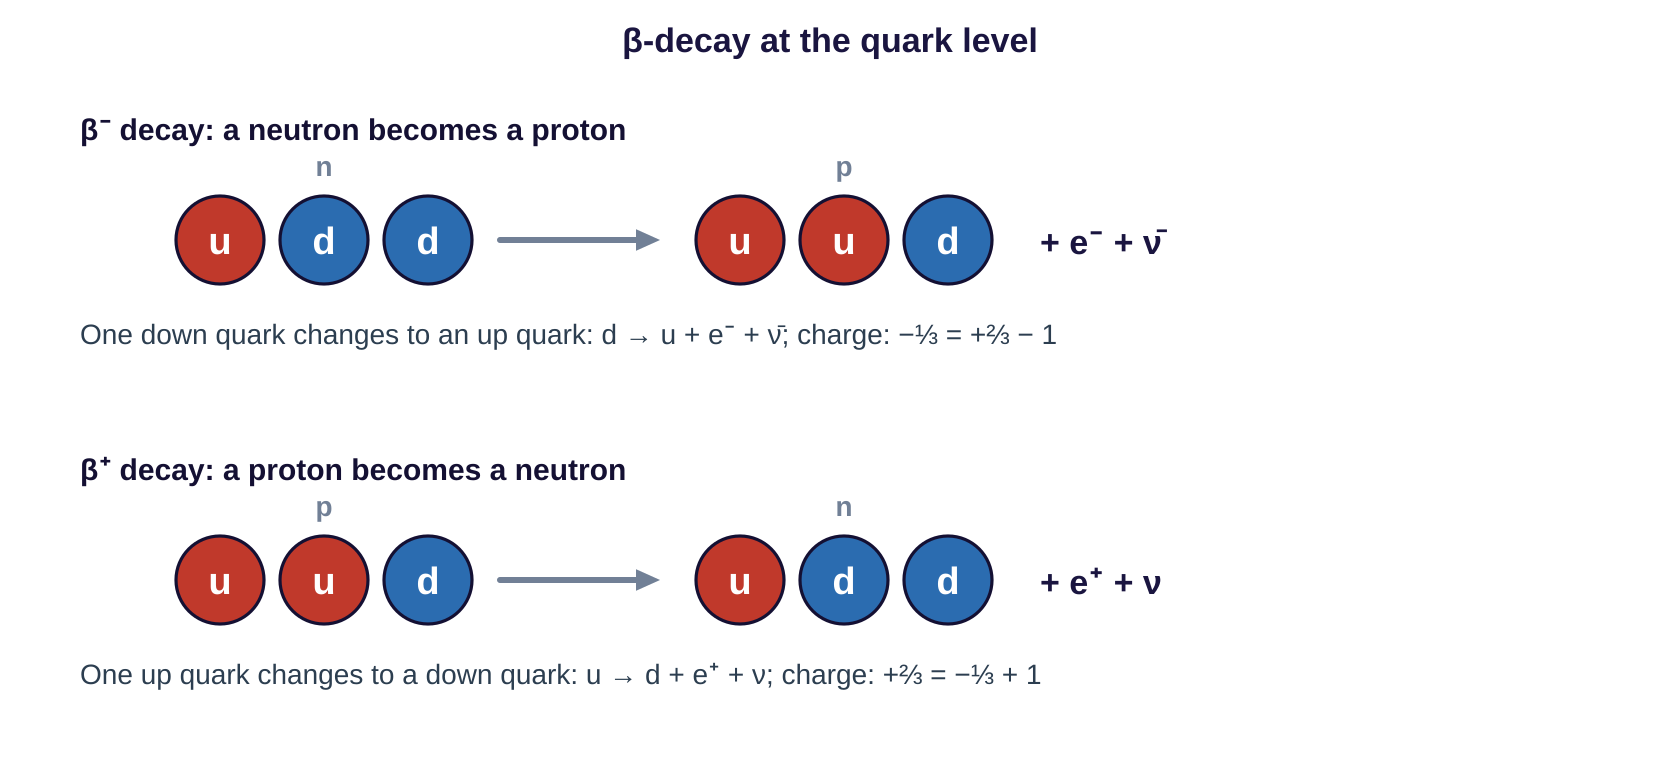 β-decay at the quark level
β⁻ decay: a neutron becomes a proton
n p
u d d u u d + e⁻ + ν̄
One down quark changes to an up quark: d → u + e⁻ + ν̄; charge: −⅓ = +⅔ − 1
β⁺ decay: a proton becomes a neutron
p n
u u d u d d + e⁺ + ν
One up quark changes to a down quark: u → d + e⁺ + ν; charge: +⅔ = −⅓ + 1